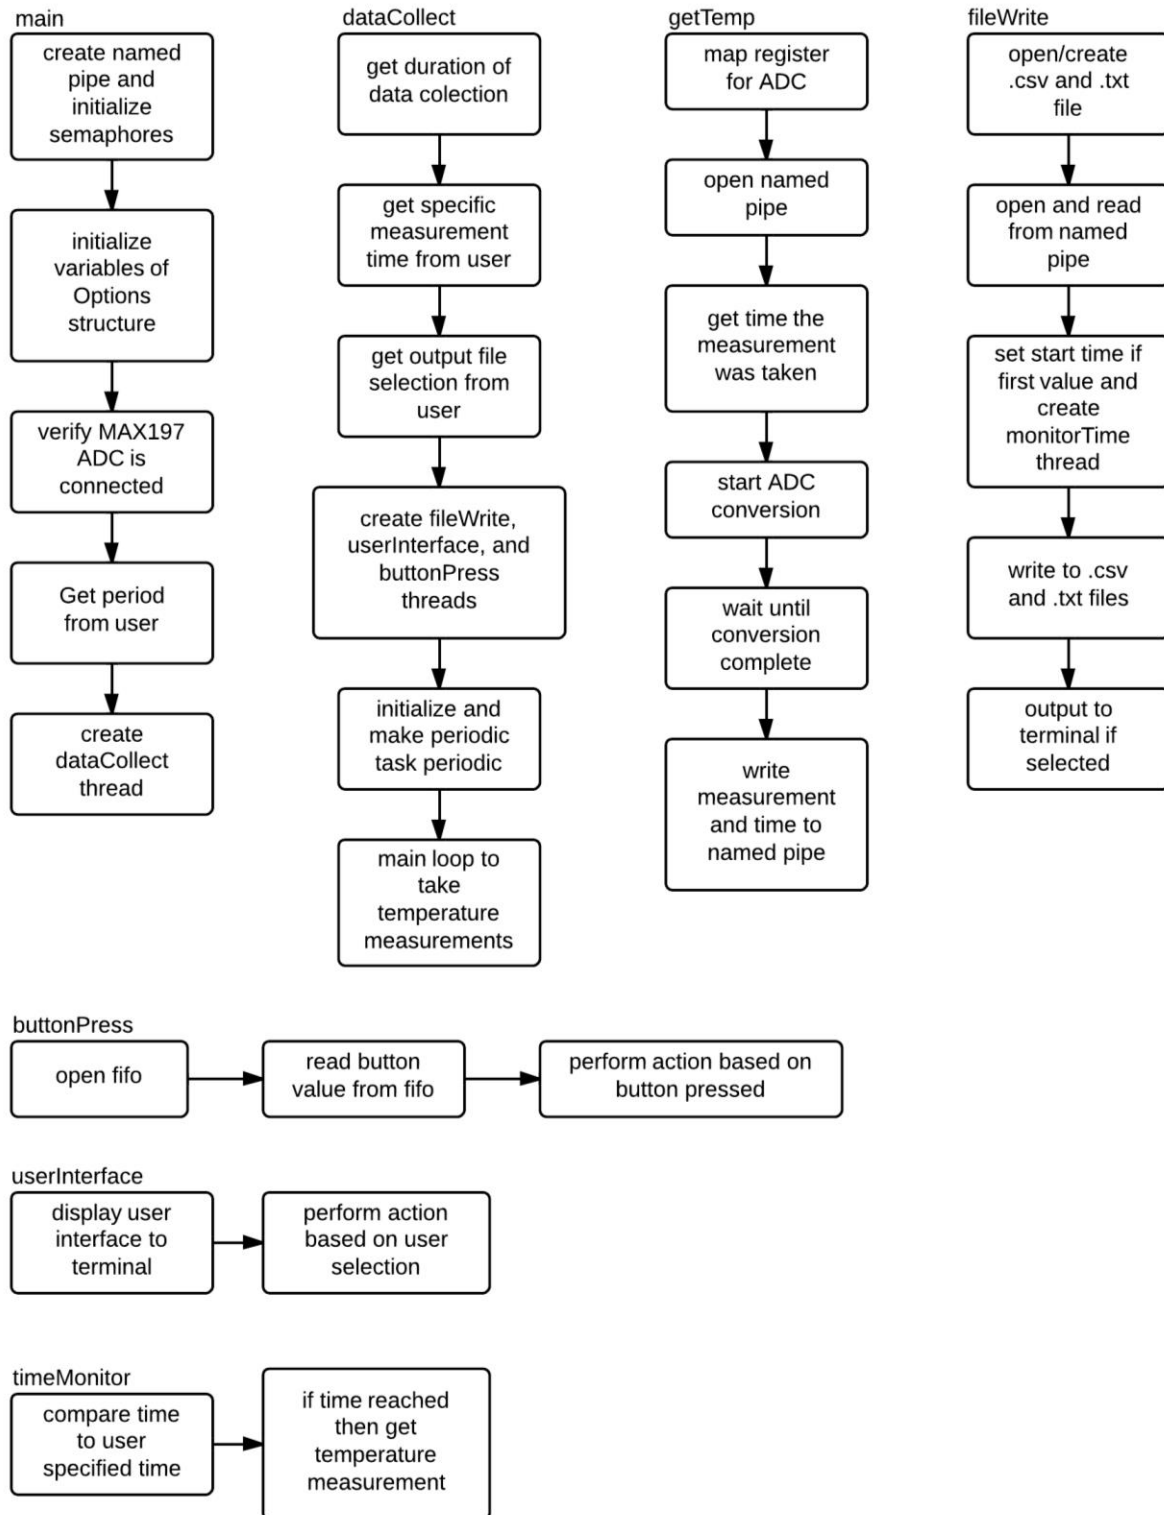 main
create named
pipe and
initialize
semaphores
initialize
variables of
Options
structure
verify MAX197
ADC is
connected
Get period
from user
create
dataCollect
thread
dataCollect
get duration of
data colection
get specific
measurement
time from user
get output file
selection from
user
create fileWrite,
userInterface, and
buttonPress
threads
initialize and
make periodic
task periodic
main loop to
take
temperature
measurements
getTemp
map register
for ADC
open named
pipe
get time the
measurement
was taken
start ADC
conversion
wait until
conversion
complete
write
measurement
and time to
named pipe
fileWrite
open/create
.csv and .txt
file
open and read
from named
pipe
set start time if
first value and
create
monitorTime
thread
write to .csv
and .txt files
output to
terminal if
selected
buttonPress
open fifo
read button
value from fifo
perform action based on
button pressed
userInterface
display user
interface to
terminal
perform action
based on user
selection
timeMonitor
compare time
to user
specified time
if time reached
then get
temperature
measurement